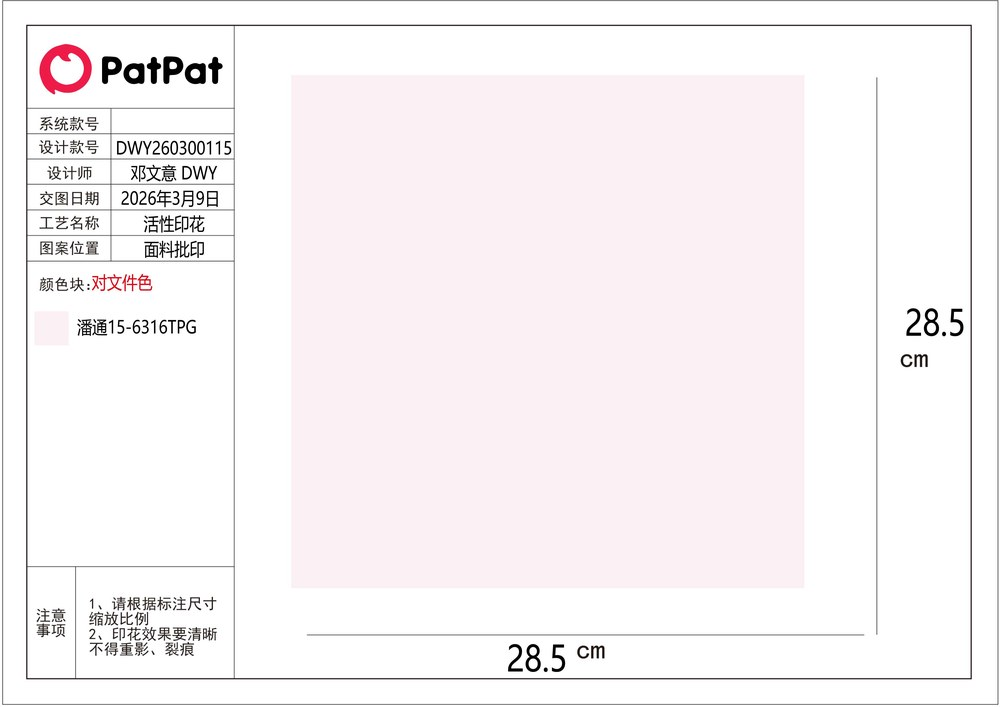 PatPat
系统款号
设计款号 DWY260300115
设计师 邓文意 DWY
交图日期 2026年3月9日
工艺名称 活性印花
图案位置 面料批印
颜色块:对文件色
潘通15-6316TPG
28.5
cm
28.5 cm
注意
事项
1、请根据标注尺寸
缩放比例
2、印花效果要清晰
不得重影、裂痕